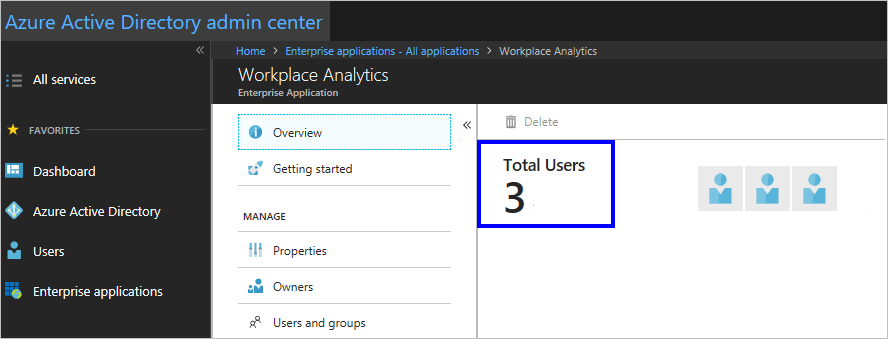 Azure Active Directory admin center
«
Home > Enterprise applications - All applications > Workplace Analytics
All services
Workplace Analytics
Enterprise Application
FAVORITES
Dashboard
Azure Active Directory
Users
Enterprise applications
«
Overview
Getting started
MANAGE
Properties
Owners
Users and groups
Delete
Total Users
3